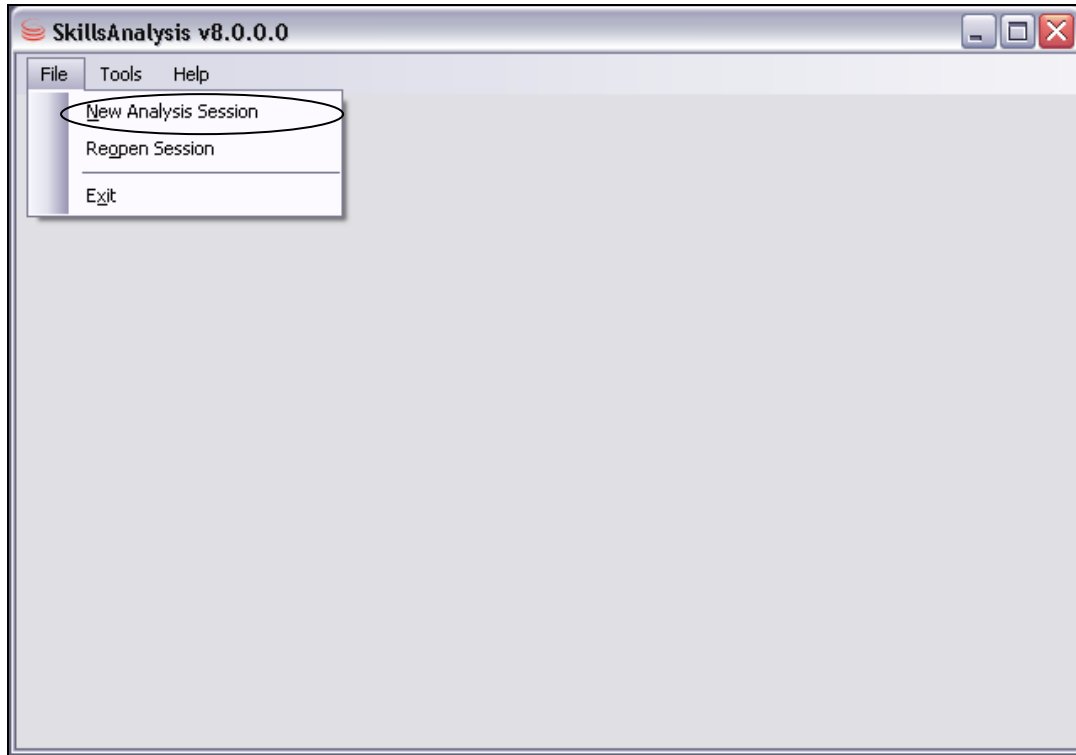 SkillsAnalysis v8.0.0.0
File Tools Help
New Analysis Session
Reopen Session
Exit